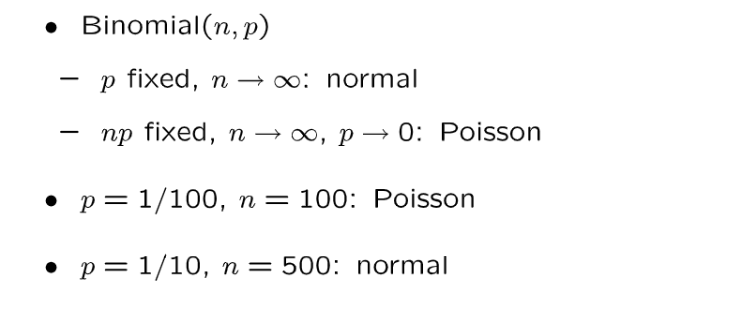 • Binomial(n, p)
– p fixed, n → ∞: normal
– np fixed, n → ∞, p → 0: Poisson
• p = 1/100, n = 100: Poisson
• p = 1/10, n = 500: normal